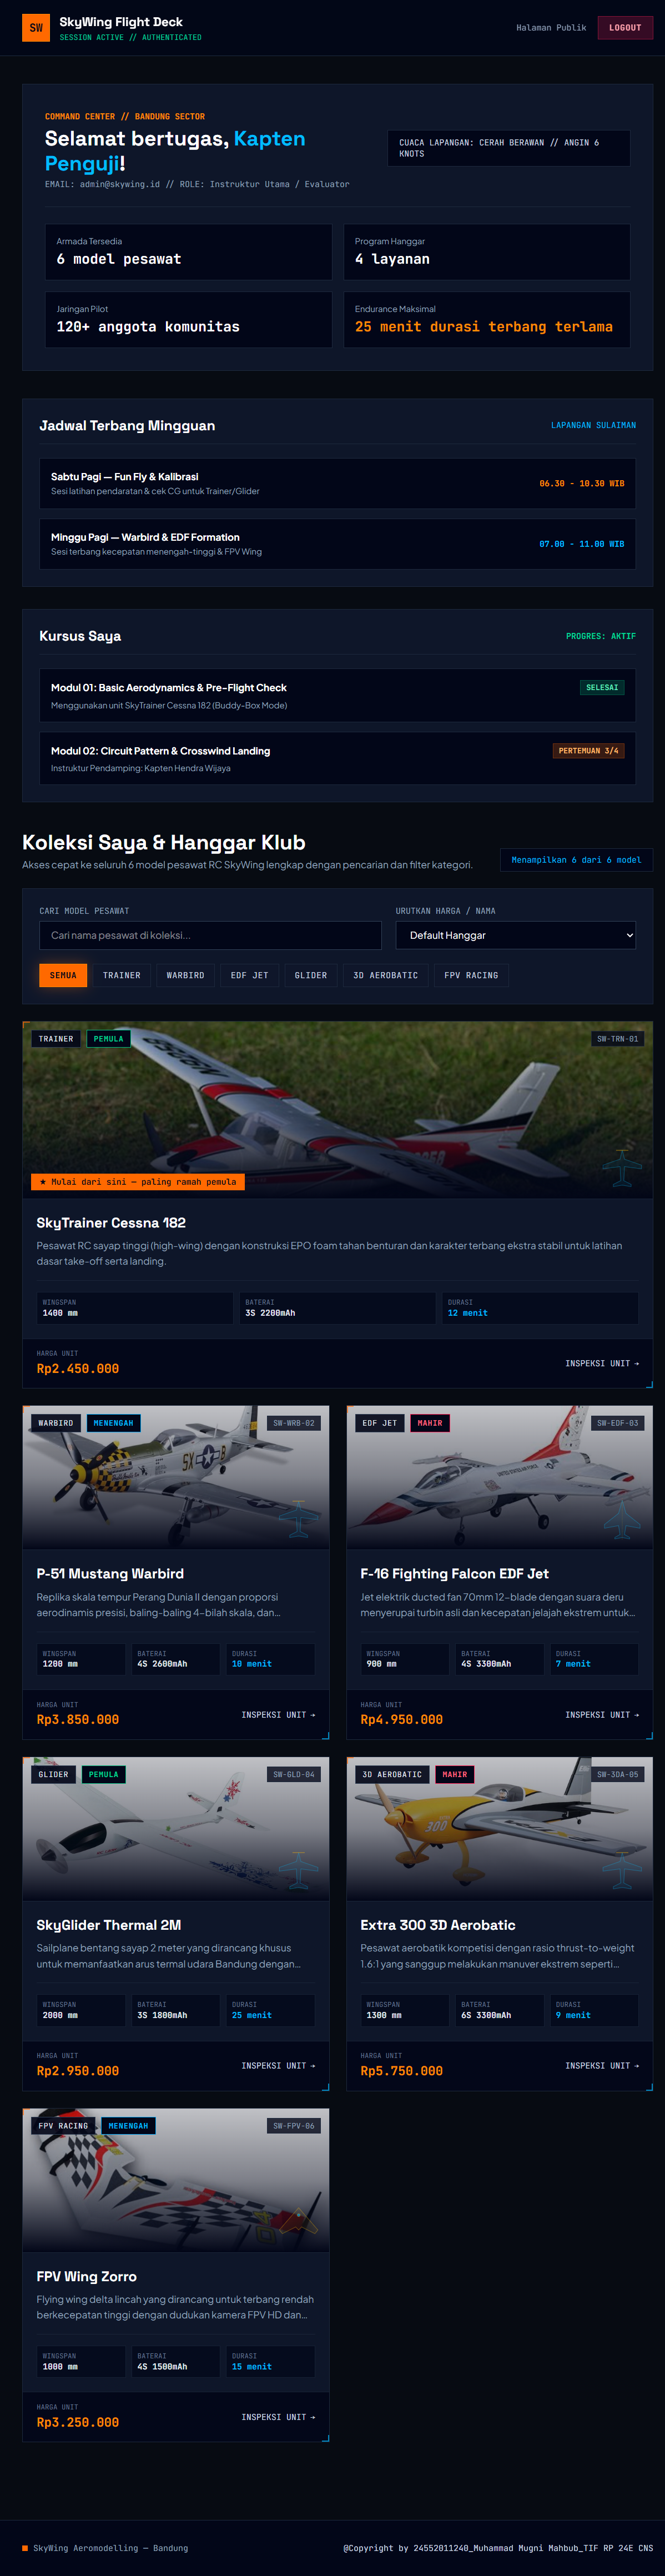 SW
SkyWing Flight Deck
SESSION ACTIVE // AUTHENTICATED
Halaman Publik
LOGOUT
COMMAND CENTER // BANDUNG SECTOR
Selamat bertugas, Kapten
Penguji!
EMAIL: admin@skywing.id // ROLE: Instruktur Utama / Evaluator
CUACA LAPANGAN: CERAH BERAWAN // ANGIN 6
KNOTS
Armada Tersedia
6 model pesawat
Program Hanggar
4 layanan
Jaringan Pilot
120+ anggota komunitas
Endurance Maksimal
25 menit durasi terbang terlama
Jadwal Terbang Mingguan
LAPANGAN SULAIMAN
Sabtu Pagi — Fun Fly & Kalibrasi
Sesi latihan pendaratan & cek CG untuk Trainer/Glider
06.30 - 10.30 WIB
Minggu Pagi — Warbird & EDF Formation
Sesi terbang kecepatan menengah-tinggi & FPV Wing
07.00 - 11.00 WIB
Kursus Saya
PROGRES: AKTIF
Modul 01: Basic Aerodynamics & Pre-Flight Check
SELESAI
Menggunakan unit SkyTrainer Cessna 182 (Buddy-Box Mode)
Modul 02: Circuit Pattern & Crosswind Landing
PERTEMUAN 3/4
Instruktur Pendamping: Kapten Hendra Wijaya
Koleksi Saya & Hanggar Klub
Akses cepat ke seluruh 6 model pesawat RC SkyWing lengkap dengan pencarian dan filter kategori.
Menampilkan 6 dari 6 model
CARI MODEL PESAWAT
Cari nama pesawat di koleksi...
URUTKAN HARGA / NAMA
Default Hanggar
SEMUA
TRAINER
WARBIRD
EDF JET
GLIDER
3D AEROBATIC
FPV RACING
TRAINER
PEMULA
SW-TRN-01
★ Mulai dari sini — paling ramah pemula
SkyTrainer Cessna 182
Pesawat RC sayap tinggi (high-wing) dengan konstruksi EPO foam tahan benturan dan karakter terbang ekstra stabil untuk latihan
dasar take-off serta landing.
WINGSPAN
1400 mm
BATERAI
3S 2200mAh
DURASI
12 menit
HARGA UNIT
Rp2.450.000
INSPEKSI UNIT →
WARBIRD
MENENGAH
SW-WRB-02
SX
B
P-51 Mustang Warbird
Replika skala tempur Perang Dunia II dengan proporsi
aerodinamis presisi, baling-baling 4-bilah skala, dan...
WINGSPAN
1200 mm
BATERAI
4S 2600mAh
DURASI
10 menit
HARGA UNIT
Rp3.850.000
INSPEKSI UNIT →
EDF JET
MAHIR
SW-EDF-03
F-16 Fighting Falcon EDF Jet
Jet elektrik ducted fan 70mm 12-blade dengan suara deru
menyerupai turbin asli dan kecepatan jelajah ekstrem untuk...
WINGSPAN
900 mm
BATERAI
4S 3300mAh
DURASI
7 menit
HARGA UNIT
Rp4.950.000
INSPEKSI UNIT →
GLIDER
PEMULA
SW-GLD-04
SkyGlider Thermal 2M
Sailplane bentang sayap 2 meter yang dirancang khusus
untuk memanfaatkan arus termal udara Bandung dengan...
WINGSPAN
2000 mm
BATERAI
3S 1800mAh
DURASI
25 menit
HARGA UNIT
Rp2.950.000
INSPEKSI UNIT →
3D AEROBATIC
MAHIR
SW-3DA-05
300
Extra 300 3D Aerobatic
Pesawat aerobatik kompetisi dengan rasio thrust-to-weight
1.6:1 yang sanggup melakukan manuver ekstrem seperti...
WINGSPAN
1300 mm
BATERAI
6S 3300mAh
DURASI
9 menit
HARGA UNIT
Rp5.750.000
INSPEKSI UNIT →
FPV RACING
MENENGAH
SW-FPV-06
FPV Wing Zorro
Flying wing delta lincah yang dirancang untuk terbang rendah
berkecepatan tinggi dengan dudukan kamera FPV HD dan...
WINGSPAN
1000 mm
BATERAI
4S 1500mAh
DURASI
15 menit
HARGA UNIT
Rp3.250.000
INSPEKSI UNIT →
SkyWing Aeromodelling — Bandung
@Copyright by 24552011240_Muhammad Mugni Mahbub_TIF RP 24E CNS